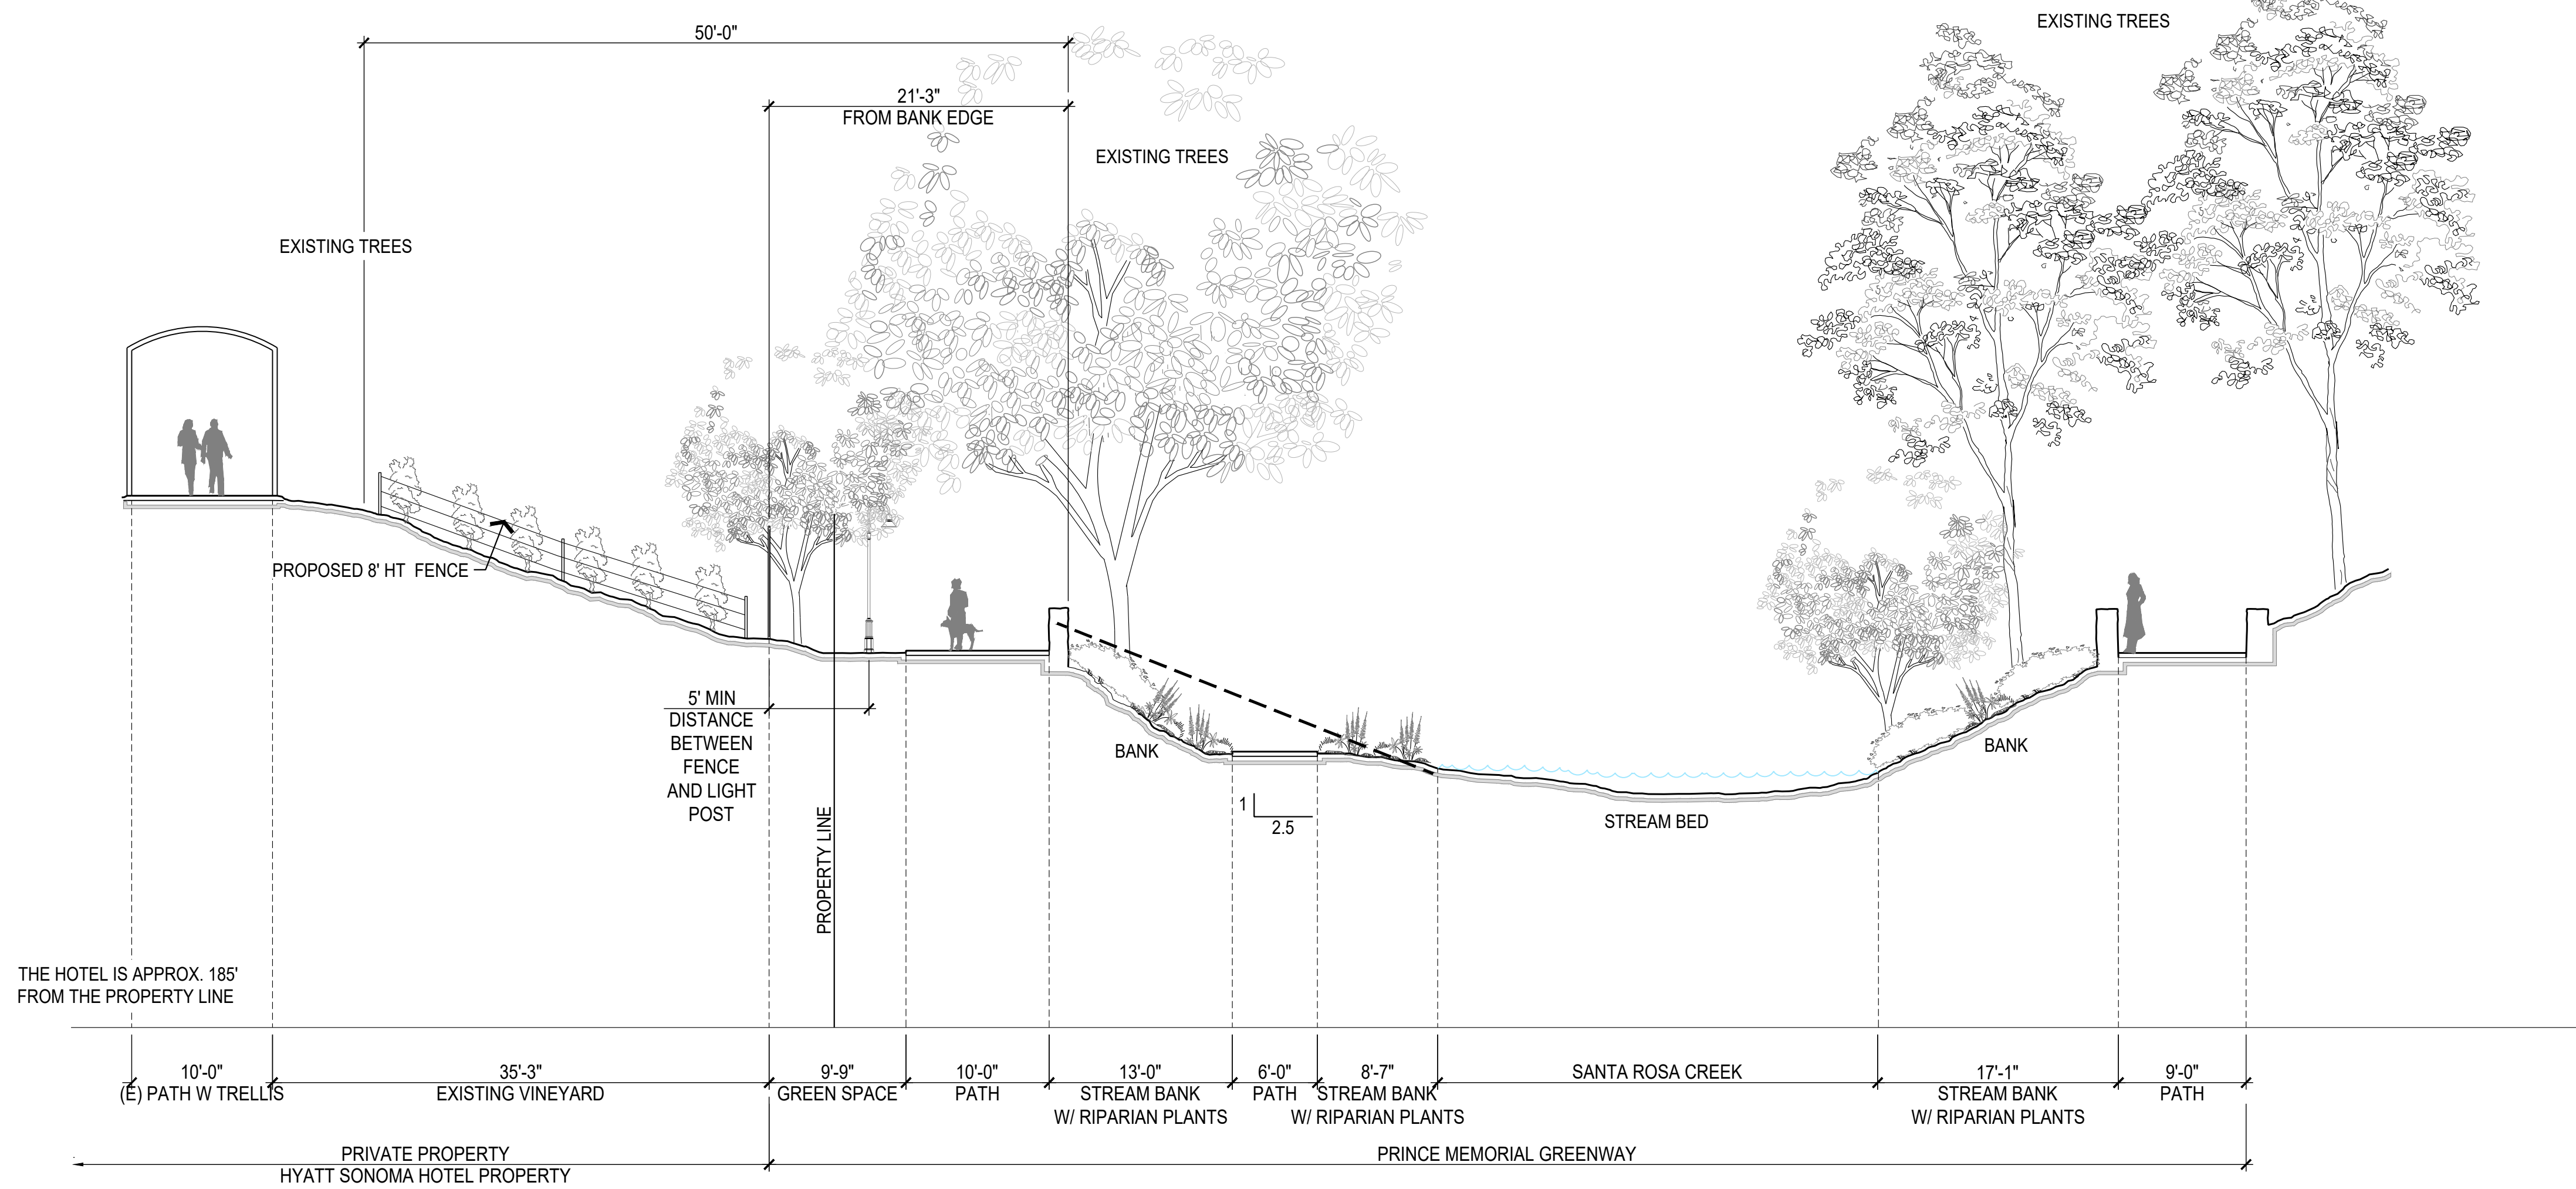 EXISTING TREES
50'-0"
21'-3"
FROM BANK EDGE
EXISTING TREES
EXISTING TREES
PROPOSED 8' HT  FENCE
5' MIN
DISTANCE
BETWEEN
FENCE
AND LIGHT
POST
PROPERTY LINE
BANK
1
2.5
STREAM BED
BANK
THE HOTEL IS APPROX. 185'
FROM THE PROPERTY LINE
10'-0"
(E) PATH W TRELLIS
35'-3"
EXISTING VINEYARD
9'-9"
GREEN SPACE
10'-0"
PATH
13'-0"
STREAM BANK
W/ RIPARIAN PLANTS
6'-0"
PATH
8'-7"
STREAM BANK
W/ RIPARIAN PLANTS
SANTA ROSA CREEK
17'-1"
STREAM BANK
W/ RIPARIAN PLANTS
9'-0"
PATH
PRIVATE PROPERTY
HYATT SONOMA HOTEL PROPERTY
PRINCE MEMORIAL GREENWAY